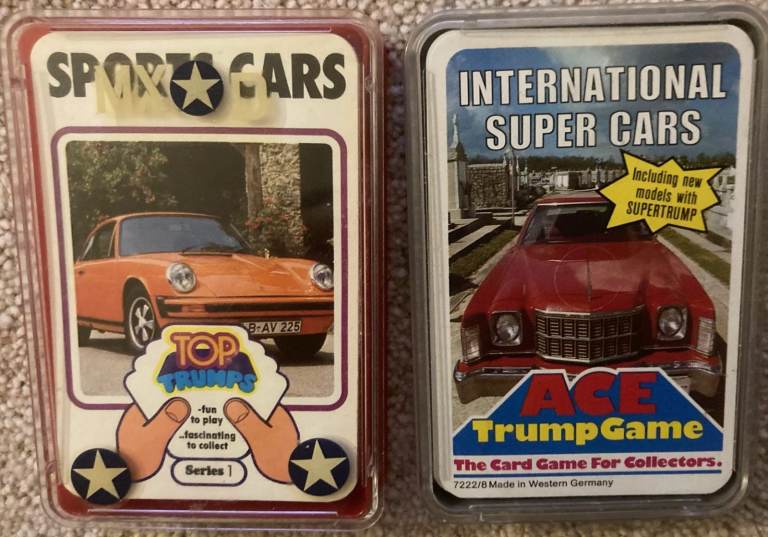 SPORTS CARS
B-AV 225
TOP
TRUMPS
-fun
to play
..fascinating
to collect
Series 1
INTERNATIONAL
SUPER CARS
Including new
models with
SUPERTRUMP
ACE
TrumpGame
The Card Game For Collectors.
7222/8 Made in Western Germany